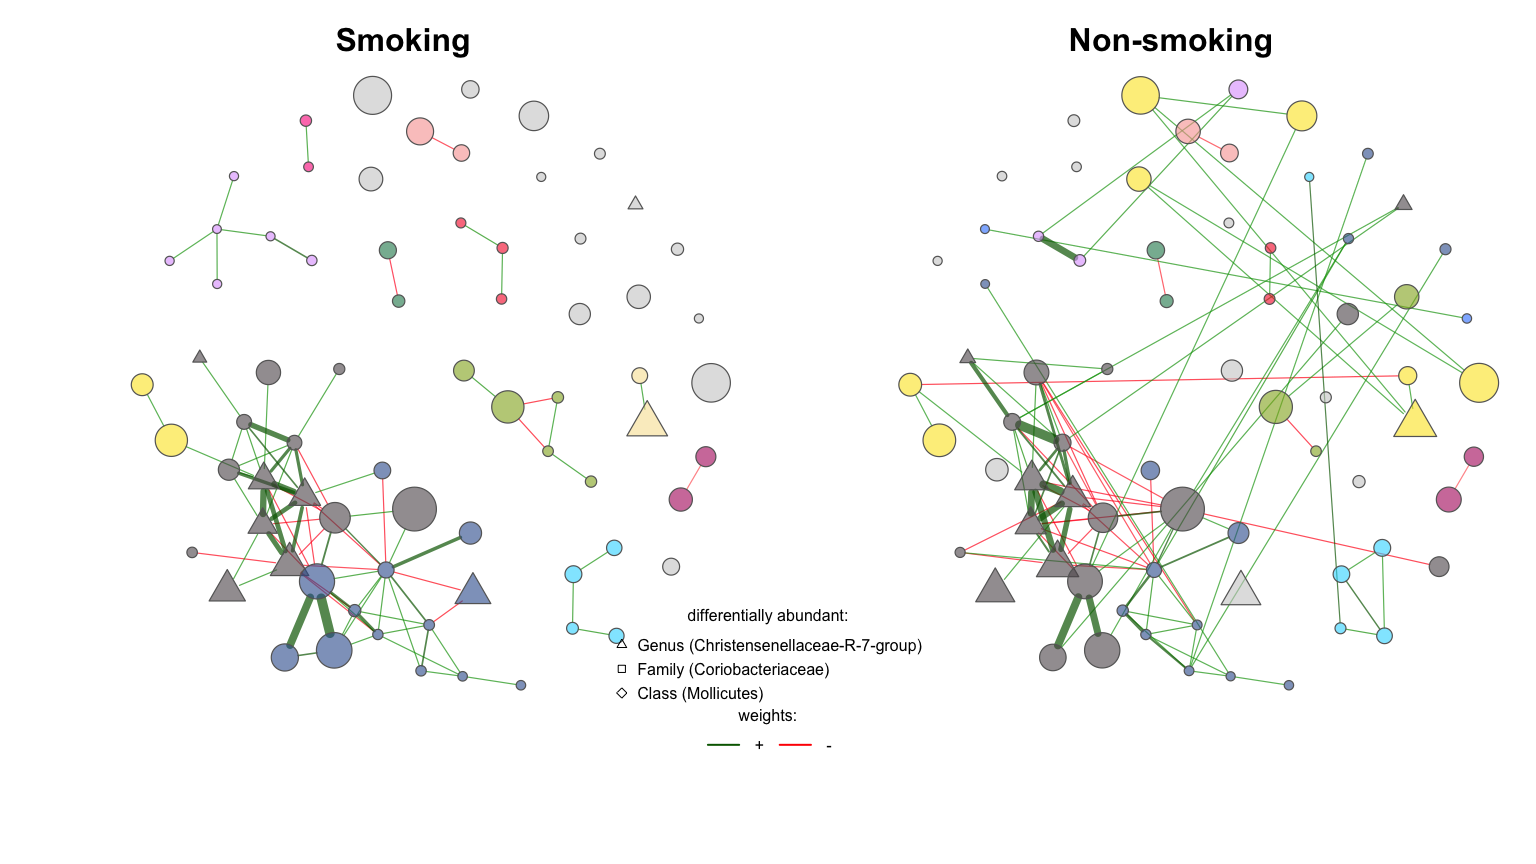 Smoking
Non-smoking
differentially abundant:
Genus (Christensenellaceae-R-7-group)
Family (Coriobacteriaceae)
Class (Mollicutes)
weights:
+ -